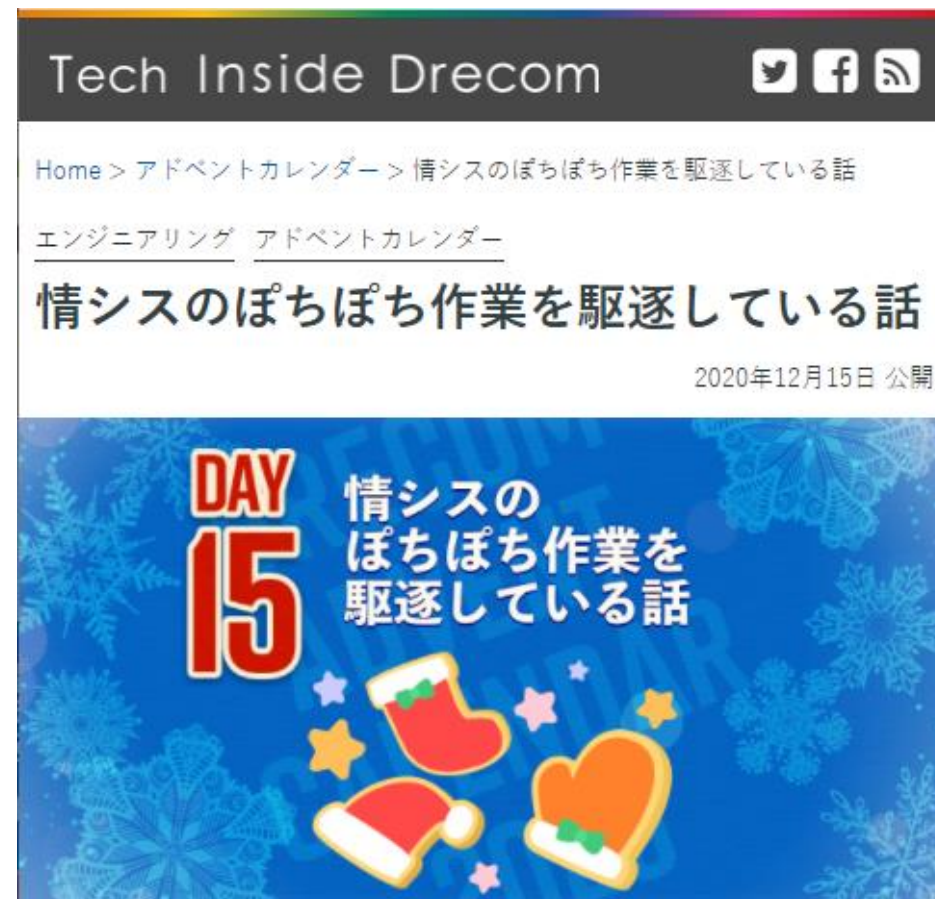 Tech Inside Drecom
Home > アドベントカレンダー > 情シスのぽちぽち作業を駆逐している話
エンジニアリング アドベントカレンダー
情シスのぽちぽち作業を駆逐している話
2020年12月15日 公開
DAY
15
情シスの
ぽちぽち作業を
駆逐している話
DRECOM
ADVENT
CALENDAR
2020